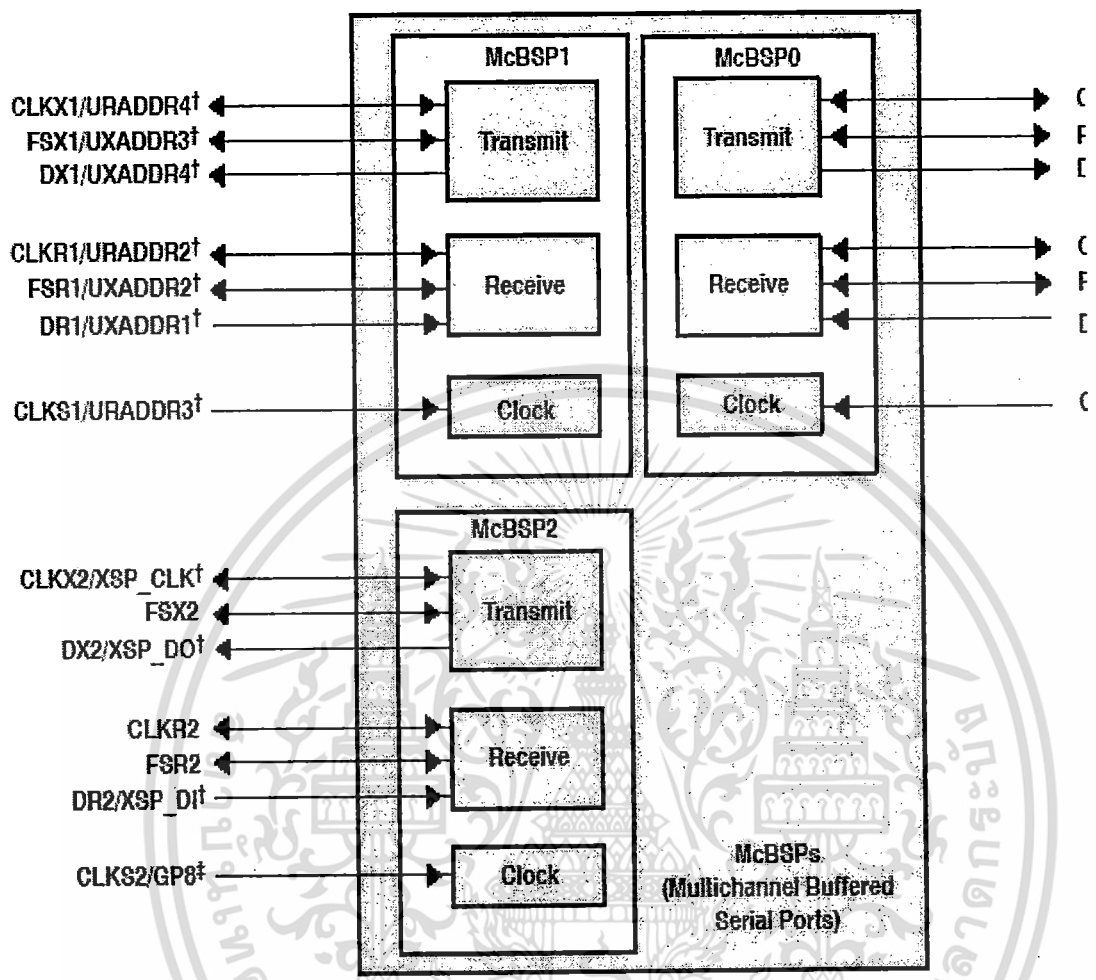 McBSP1
McBSP0
CLKX1/URADDR4†
FSX1/UXADDR3†
DX1/UXADDR4†
Transmit
Transmit
CLKR1/URADDR2†
FSR1/UXADDR2†
DR1/UXADDR1†
Receive
Receive
CLKS1/URADDR3†
Clock
Clock
McBSP2
CLKX2/XSP_CLK†
FSX2
DX2/XSP_DO†
Transmit
CLKR2
FSR2
DR2/XSP_DI†
Receive
CLKS2/GP8‡
Clock
McBSPs
(Multichannel Buffered
Serial Ports)